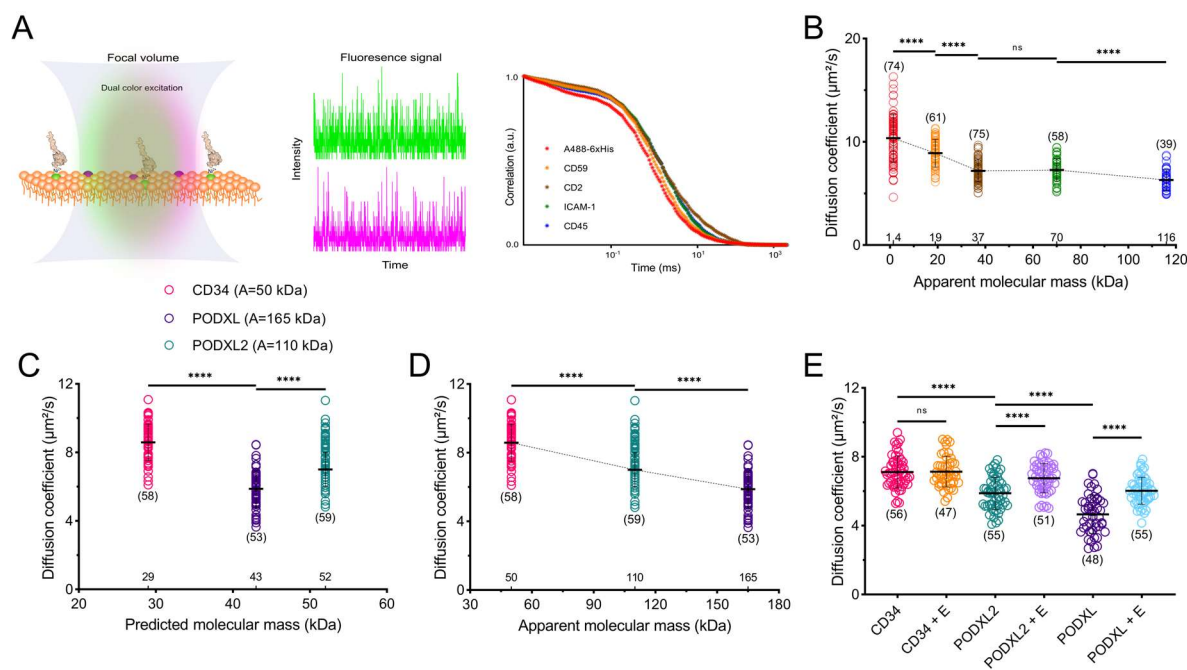 A
Focal volume
Dual color excitation
Fluoresence signal
Intensity
Time
Correlation (a.u.)
1.0
0.0
A488-6xHis
CD59
CD2
ICAM-1
CD45
10⁻¹ 10¹ 10³
Time (ms)
B
Diffusion coefficient (µm²/s)
20
10
0
**** **** ns ****
(74) (61) (75) (58) (39)
1.4 19 37 70 116
0 20 40 60 80 100 120
Apparent molecular mass (kDa)
CD34 (A=50 kDa)
PODXL (A=165 kDa)
PODXL2 (A=110 kDa)
C
Diffusion coefficient (µm²/s)
12
8
4
0
**** ****
(58) (53) (59)
29 43 52
20 30 40 50 60
Predicted molecular mass (kDa)
D
Diffusion coefficient (µm²/s)
12
8
4
0
**** ****
(58) (59) (53)
50 110 165
30 60 90 120 150 180
Apparent molecular mass (kDa)
E
Diffusion coefficient (µm²/s)
12
8
4
0
**** ****
ns **** ****
(56) (47) (55) (51) (48) (55)
CD34
CD34 + E
PODXL2
PODXL2 + E
PODXL
PODXL + E